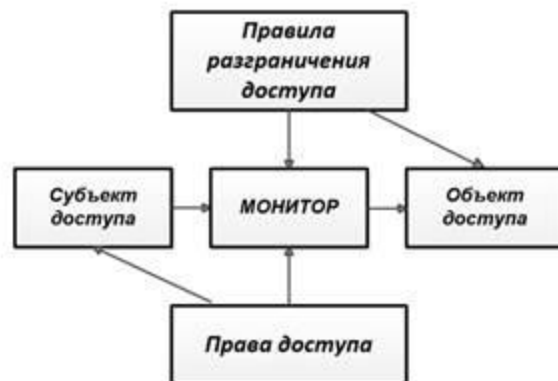 Правила
разграничения
доступа
Субъект
доступа
МОНИТОР
Объект
доступа
Права доступа